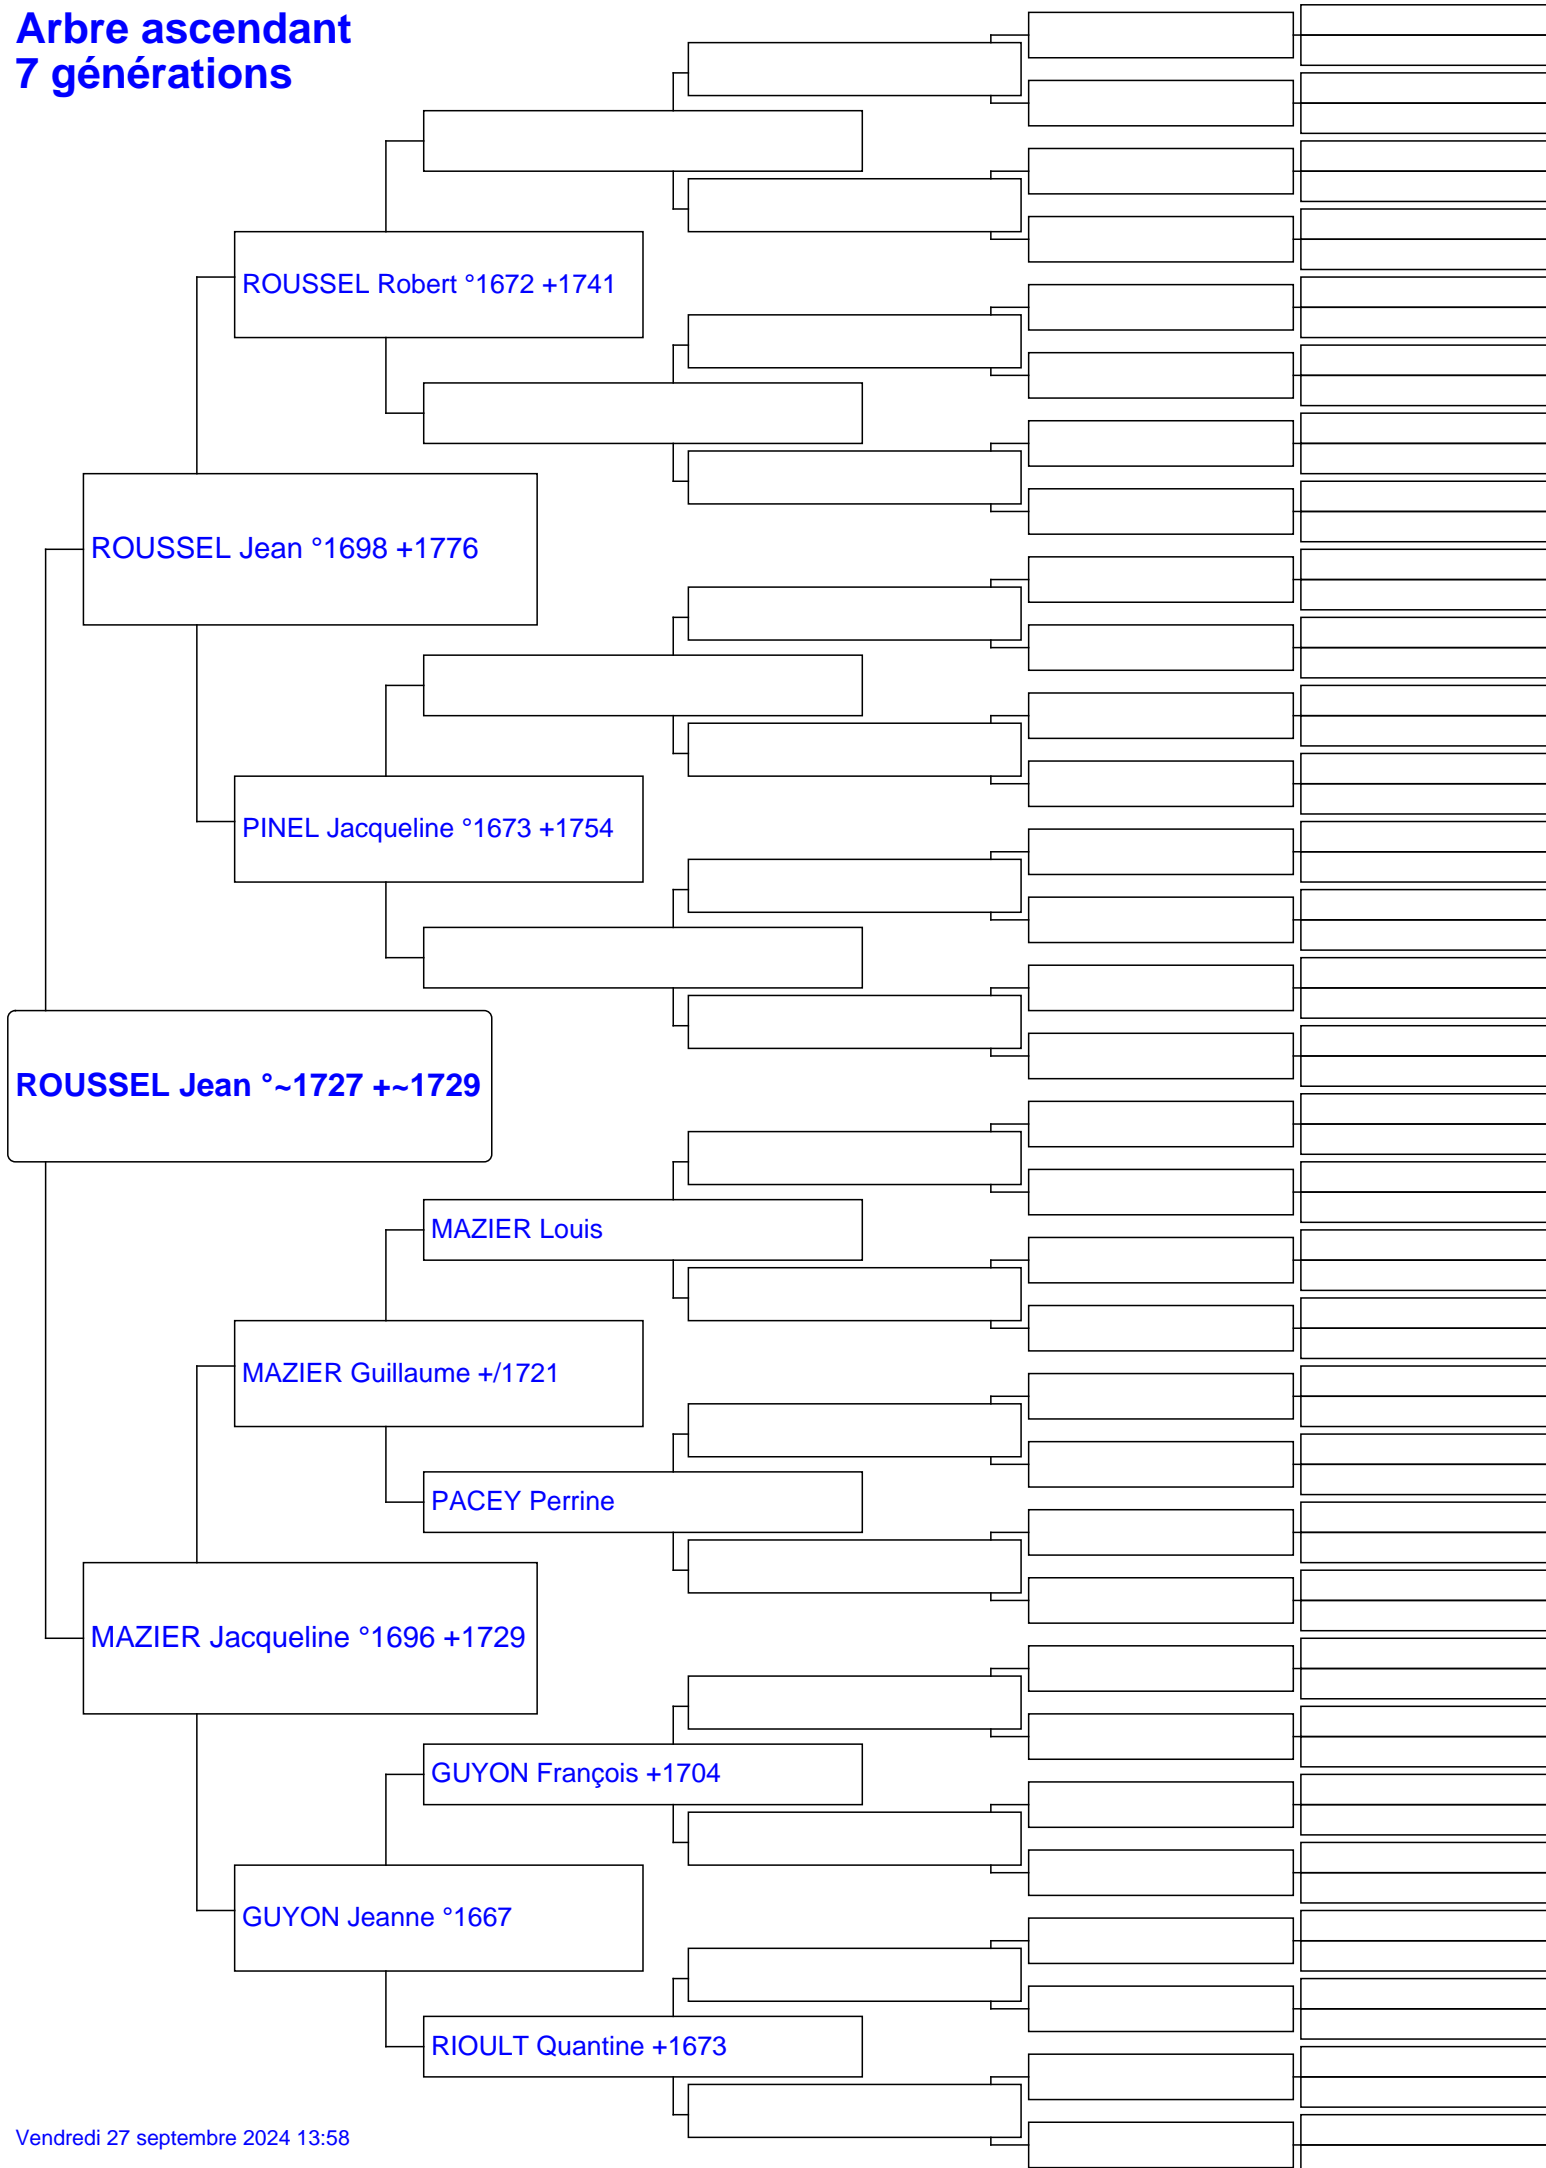 Arbre ascendant
7 générations
ROUSSEL Robert °1672 +1741
ROUSSEL Jean °1698 +1776
PINEL Jacqueline °1673 +1754
ROUSSEL Jean °~1727 +~1729
MAZIER Louis
MAZIER Guillaume +/1721
PACEY Perrine
MAZIER Jacqueline °1696 +1729
GUYON François +1704
GUYON Jeanne °1667
RIOULT Quantine +1673
Vendredi 27 septembre 2024 13:58